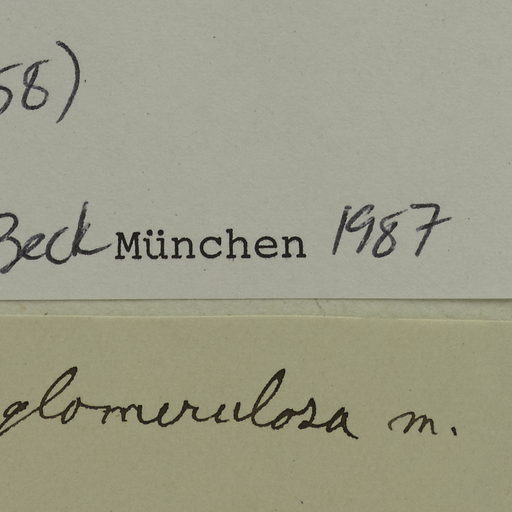 58)
Beck München 1987
glomerulosa m.